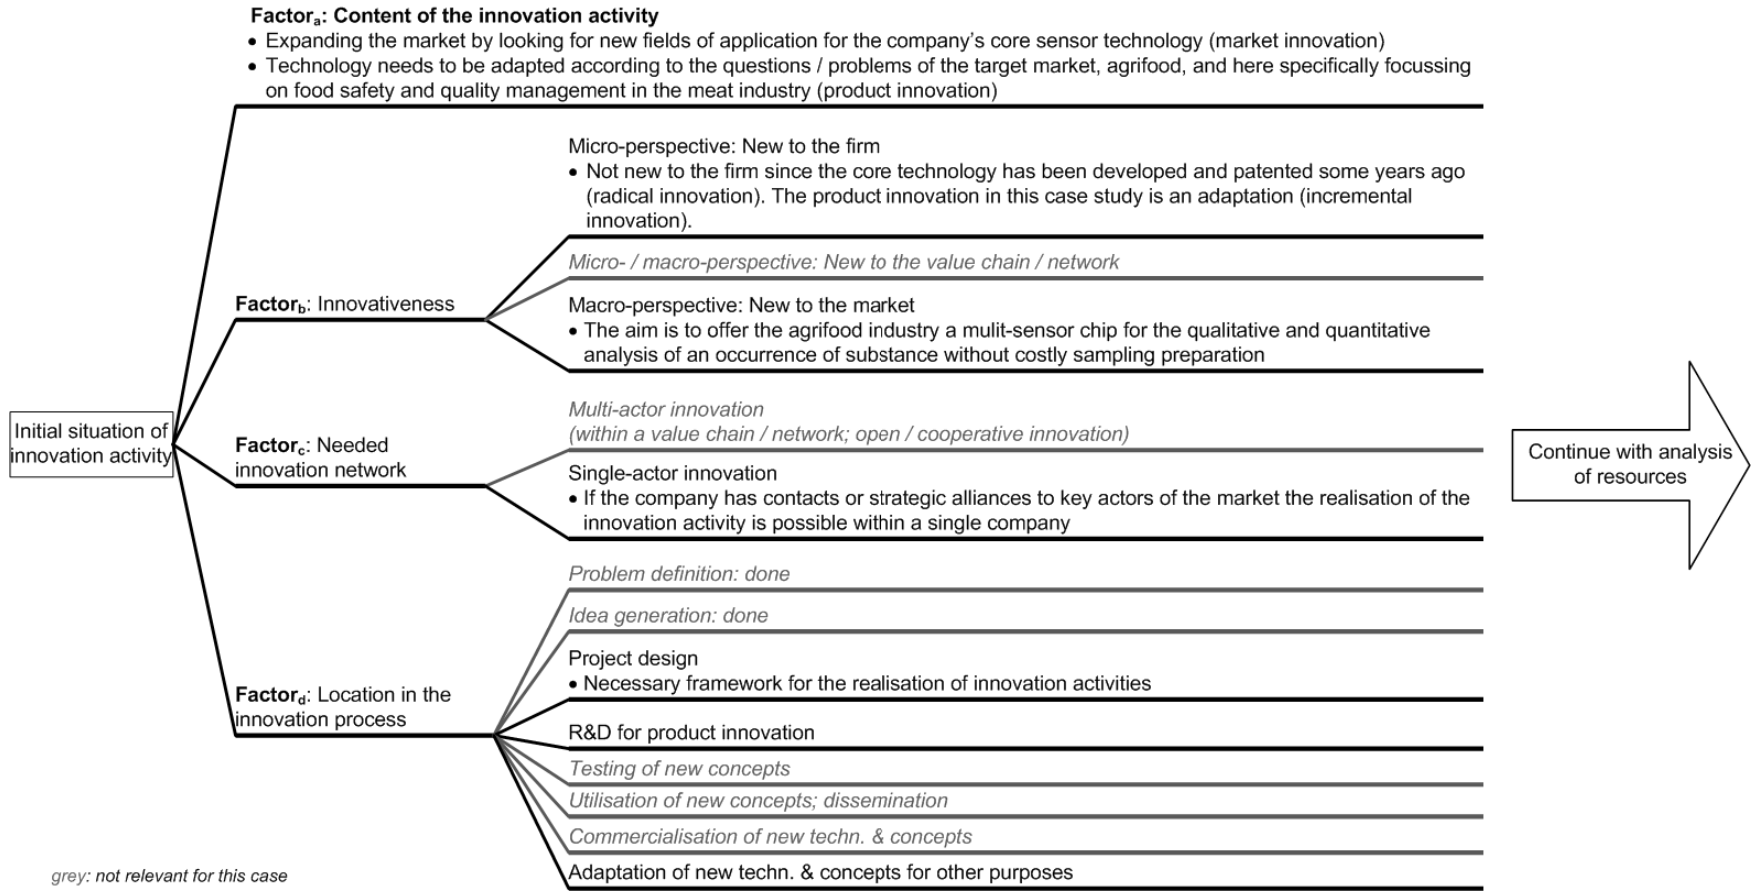 Factora: Content of the innovation activity
• Expanding the market by looking for new fields of application for the company's core sensor technology (market innovation)
• Technology needs to be adapted according to the questions / problems of the target market, agrifood, and here specifically focussing
on food safety and quality management in the meat industry (product innovation)
Micro-perspective: New to the firm
• Not new to the firm since the core technology has been developed and patented some years ago
(radical innovation). The product innovation in this case study is an adaptation (incremental
innovation).
Micro- / macro-perspective: New to the value chain / network
Factorb: Innovativeness
Macro-perspective: New to the market
• The aim is to offer the agrifood industry a mulit-sensor chip for the qualitative and quantitative
analysis of an occurrence of substance without costly sampling preparation
Initial situation of
innovation activity
Factorc: Needed
innovation network
Multi-actor innovation
(within a value chain / network; open / cooperative innovation)
Single-actor innovation
• If the company has contacts or strategic alliances to key actors of the market the realisation of the
innovation activity is possible within a single company
Continue with analysis
of resources
Factord: Location in the
innovation process
Problem definition: done
Idea generation: done
Project design
• Necessary framework for the realisation of innovation activities
R&D for product innovation
Testing of new concepts
Utilisation of new concepts; dissemination
Commercialisation of new techn. & concepts
Adaptation of new techn. & concepts for other purposes
grey: not relevant for this case